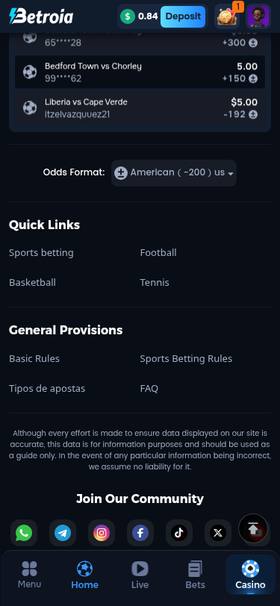 Betroia
$ 0.84 Deposit
1
65****28
+300
Bedford Town vs Chorley 5.00
99****62 +150
Liberia vs Cape Verde $5.00
itzelvazquuez21 -192
Odds Format: American ( -200 ) us
Quick Links
Sports betting Football
Basketball Tennis
General Provisions
Basic Rules Sports Betting Rules
Tipos de apostas FAQ
Although every effort is made to ensure data displayed on our site is
accurate, this data is for information purposes and should be used as
a guide only. In the event of any particular information being incorrect,
we assume no liability for it.
Join Our Community
Menu Home Live Bets Casino